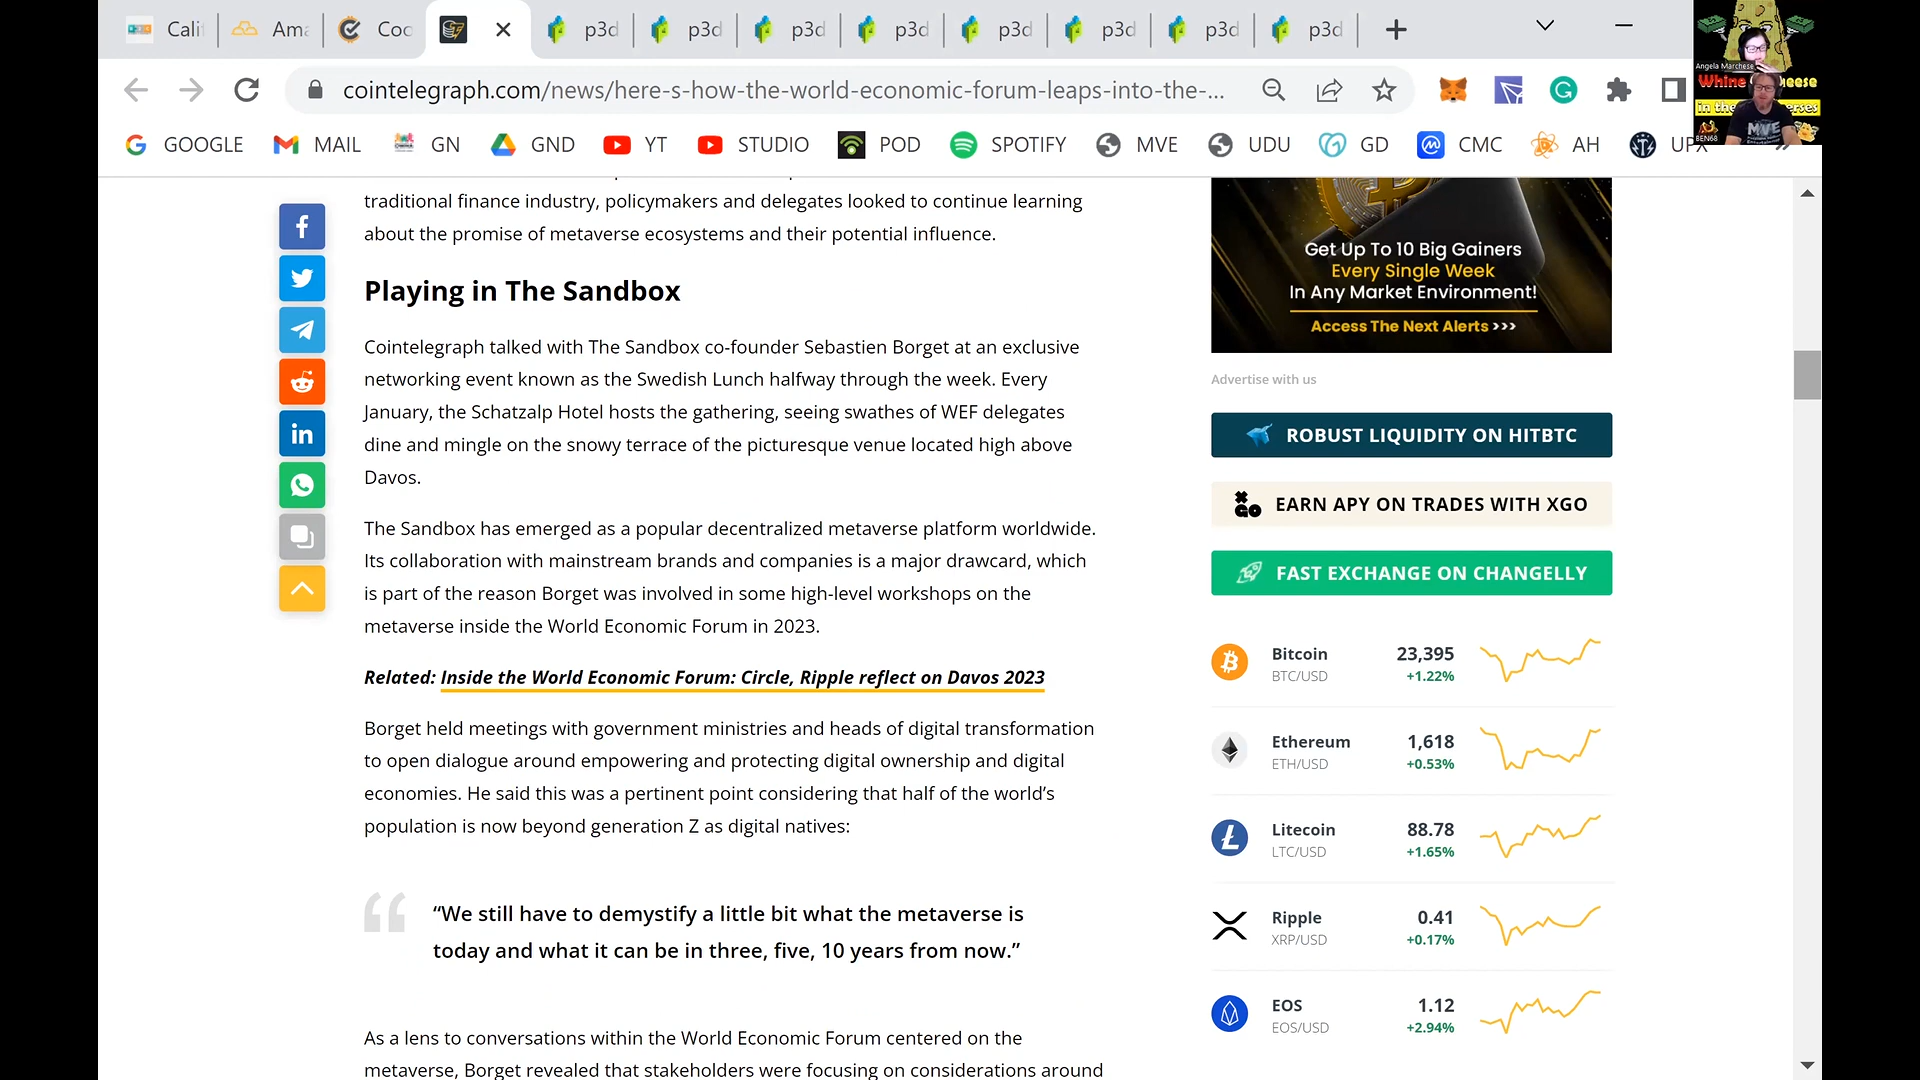 Cali
Ama
Coi
p3d
p3d
p3d
p3d
p3d
p3d
p3d
p3d
cointelegraph.com/news/here-s-how-the-world-economic-forum-leaps-into-the-...
GOOGLE
MAIL
GN
GND
YT
STUDIO
POD
SPOTIFY
MVE
UDU
GD
CMC
AH
UPX
Angela Marchese
Whine
eese
in the
erses
MVE
BEN68
traditional finance industry, policymakers and delegates looked to continue learning
about the promise of metaverse ecosystems and their potential influence.
Playing in The Sandbox
Cointelegraph talked with The Sandbox co-founder Sebastien Borget at an exclusive
networking event known as the Swedish Lunch halfway through the week. Every
January, the Schatzalp Hotel hosts the gathering, seeing swathes of WEF delegates
dine and mingle on the snowy terrace of the picturesque venue located high above
Davos.
The Sandbox has emerged as a popular decentralized metaverse platform worldwide.
Its collaboration with mainstream brands and companies is a major drawcard, which
is part of the reason Borget was involved in some high-level workshops on the
metaverse inside the World Economic Forum in 2023.
Related: Inside the World Economic Forum: Circle, Ripple reflect on Davos 2023
Borget held meetings with government ministries and heads of digital transformation
to open dialogue around empowering and protecting digital ownership and digital
economies. He said this was a pertinent point considering that half of the world’s
population is now beyond generation Z as digital natives:
“We still have to demystify a little bit what the metaverse is
today and what it can be in three, five, 10 years from now.”
As a lens to conversations within the World Economic Forum centered on the
metaverse, Borget revealed that stakeholders were focusing on considerations around
Get Up To 10 Big Gainers
Every Single Week
In Any Market Environment!
Access The Next Alerts >>>
Advertise with us
ROBUST LIQUIDITY ON HITBTC
XGO EARN APY ON TRADES WITH XGO
FAST EXCHANGE ON CHANGELLY
Bitcoin 23,395
BTC/USD +1.22%
Ethereum 1,618
ETH/USD +0.53%
Litecoin 88.78
LTC/USD +1.65%
Ripple 0.41
XRP/USD +0.17%
EOS 1.12
EOS/USD +2.94%